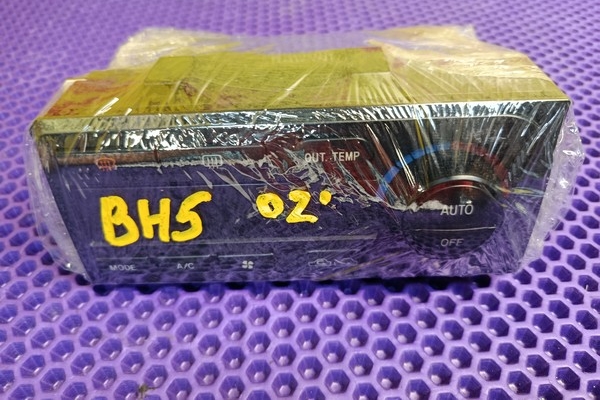 OUT. TEMP
BH5 02'
AUTO
OFF
MODE A/C